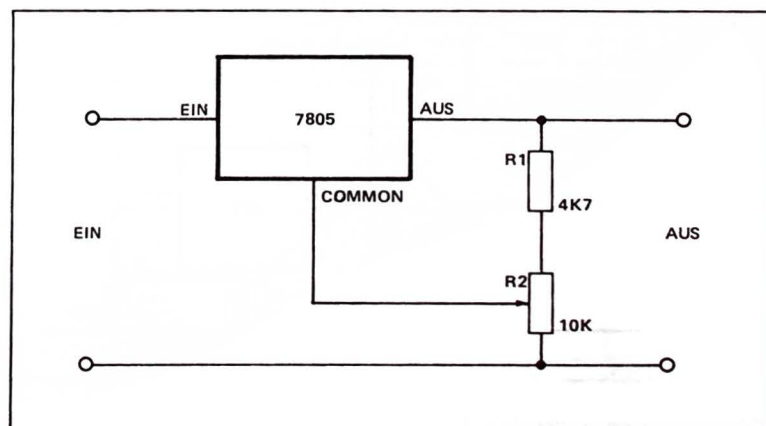 EIN
7805
AUS
R1
COMMON
4K7
EIN
AUS
R2
10K